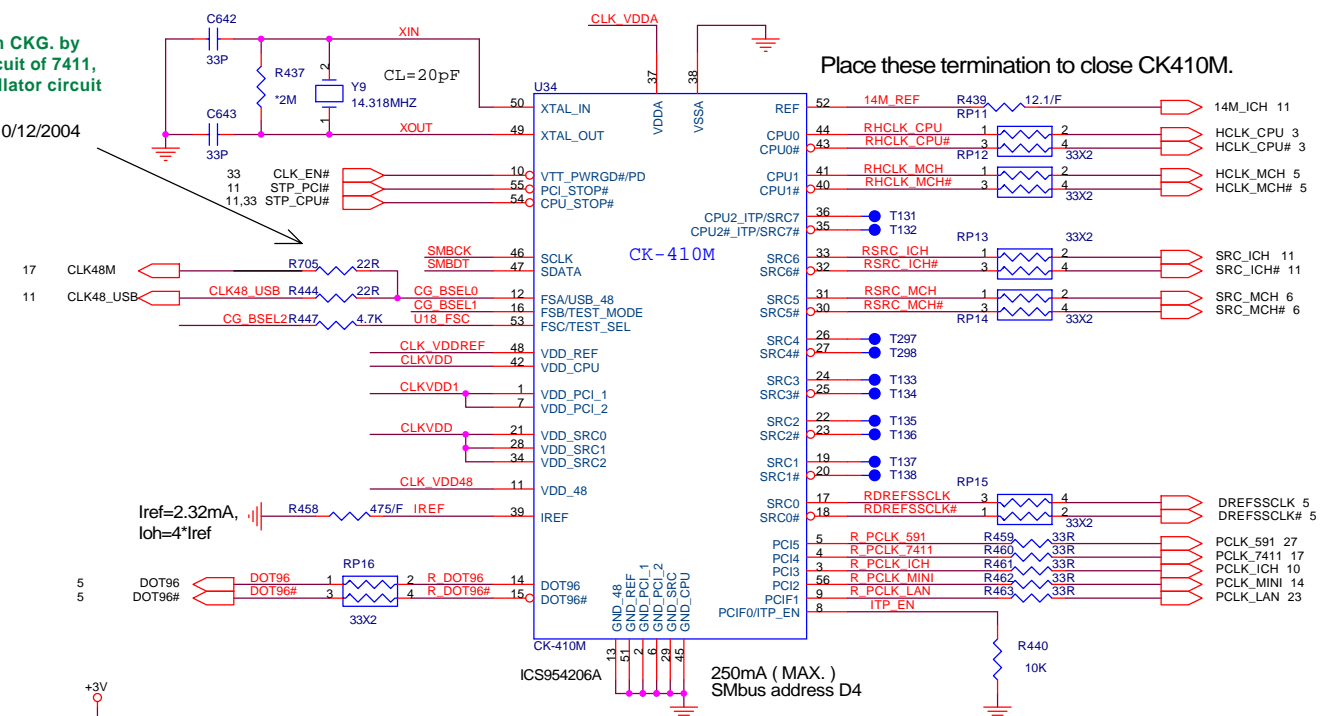 n CKG. by
cuit of 7411,
llator circuit
0/12/2004
C642
33P
R437
*2M
C643
33P
2
1
Y9
14.318MHZ
CL=20pF
XIN
XOUT
CLK_VDDA
Place these termination to close CK410M.
U34
37
VDDA
38
VSSA
CK-410M
50 XTAL_IN
49 XTAL_OUT
33 CLK_EN# 10 VTT_PWRGD#/PD
11 STP_PCI# 55 PCI_STOP#
11,33 STP_CPU# 54 CPU_STOP#
SMBCK 46 SCLK
SMBDT 47 SDATA
17 CLK48M R705 22R
11 CLK48_USB CLK48_USB R444 22R CG_BSEL0 12 FSA/USB_48
CG_BSEL1 16 FSB/TEST_MODE
CG_BSEL2 R447 4.7K U18_FSC 53 FSC/TEST_SEL
CLK_VDDREF 48 VDD_REF
CLKVDD 42 VDD_CPU
CLKVDD1 1 VDD_PCI_1
7 VDD_PCI_2
CLKVDD 21 VDD_SRC0
28 VDD_SRC1
34 VDD_SRC2
CLK_VDD48 11 VDD_48
Iref=2.32mA,
Ioh=4*Iref
R458 475/F IREF 39 IREF
RP16
5 DOT96 DOT96 1 2 R_DOT96 14 DOT96
5 DOT96# DOT96# 3 4 R_DOT96# 15 DOT96#
33X2
REF 52 14M_REF R439 12.1/F 14M_ICH 11
RP11
CPU0 44 RHCLK_CPU 1 2 HCLK_CPU 3
CPU0# 43 RHCLK_CPU# 3 4 HCLK_CPU# 3
RP12 33X2
CPU1 41 RHCLK_MCH 1 2 HCLK_MCH 5
CPU1# 40 RHCLK_MCH# 3 4 HCLK_MCH# 5
33X2
CPU2_ITP/SRC7 36 T131
CPU2#_ITP/SRC7# 35 T132
RP13 33X2
SRC6 33 RSRC_ICH 1 2 SRC_ICH 11
SRC6# 32 RSRC_ICH# 3 4 SRC_ICH# 11
SRC5 31 RSRC_MCH 1 2 SRC_MCH 6
SRC5# 30 RSRC_MCH# 3 4 SRC_MCH# 6
RP14 33X2
SRC4 26 T297
SRC4# 27 T298
SRC3 24 T133
SRC3# 25 T134
SRC2 22 T135
SRC2# 23 T136
SRC1 19 T137
SRC1# 20 T138
RP15
SRC0 17 RDREFSSCLK 3 4 DREFSSCLK 5
SRC0# 18 RDREFSSCLK# 1 2 DREFSSCLK# 5
33X2
PCI5 5 R_PCLK_591 R459 33R PCLK_591 27
PCI4 4 R_PCLK_7411 R460 33R PCLK_7411 17
PCI3 3 R_PCLK_ICH R461 33R PCLK_ICH 10
PCI2 56 R_PCLK_MINI R462 33R PCLK_MINI 14
PCIF1 9 R_PCLK_LAN R463 33R PCLK_LAN 23
PCIF0/ITP_EN 8 ITP_EN
R440
10K
GND_48
GND_REF
GND_PCI_1
GND_PCI_2
GND_SRC
GND_CPU
13
51
2
6
29
45
CK-410M
ICS954206A
250mA ( MAX. )
SMbus address D4
+3V